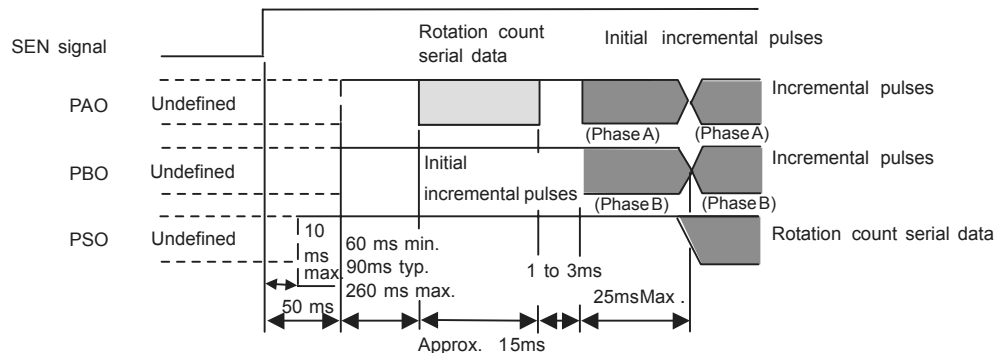 SEN signal
Rotation count
serial data
Initial incremental pulses
PAO
Undefined
Incremental pulses
(Phase A)
(Phase A)
PBO
Undefined
Initial
incremental pulses
Incremental pulses
(Phase B)
(Phase B)
PSO
Undefined
Rotation count serial data
10
ms
max.
60 ms min.
90ms typ.
260 ms max.
1 to 3ms
25msMax .
50 ms
Approx. 15ms